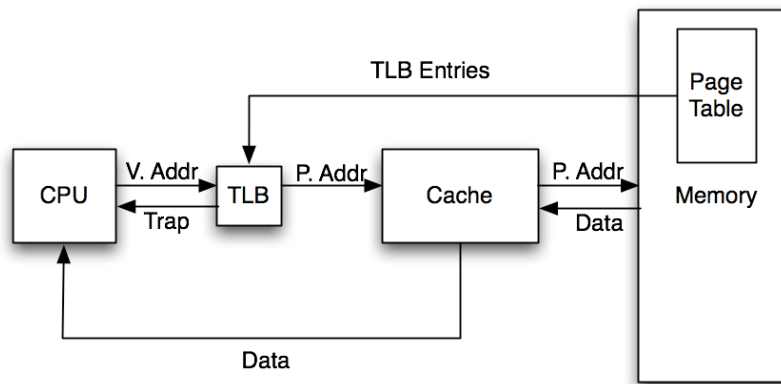 TLB Entries
Page
Table
V. Addr
P. Addr
P. Addr
CPU
TLB
Cache
Memory
Trap
Data
Data